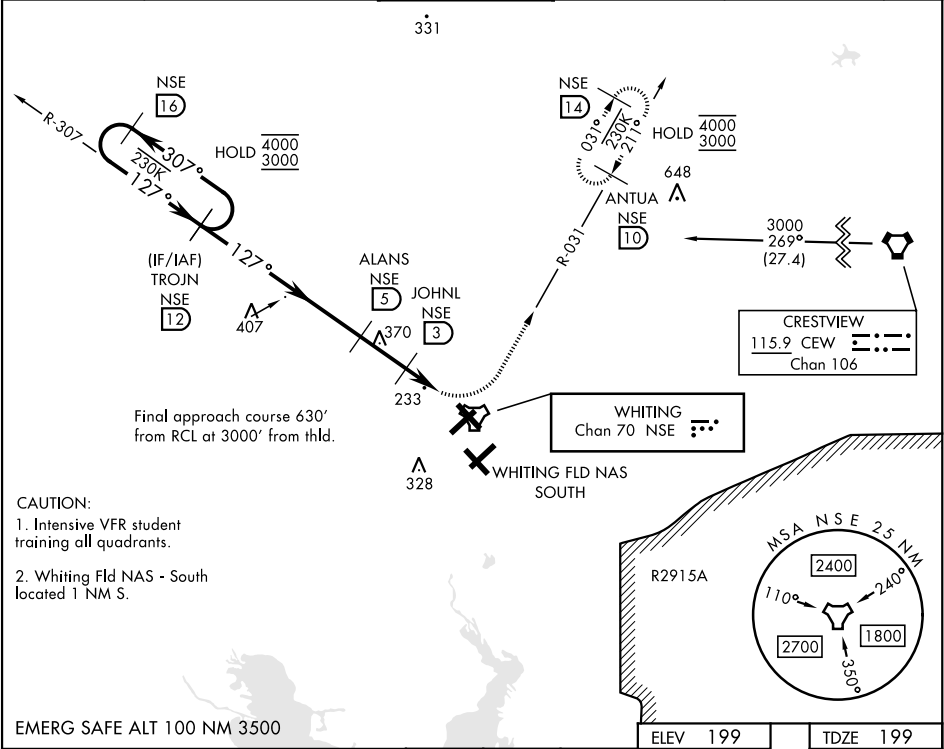 331
NSE
16
R-307
HOLD 4000
3000
307°
230K
127°
NSE
14
031°
230K
211°
HOLD 4000
3000
648
ANTUA
NSE
10
R-031
3000
269°
(27.4)
(IF/IAF)
TROJN
NSE
12
127°
407
ALANS
NSE
5
370
JOHNL
NSE
3
233
CRESTVIEW
115.9 CEW
Chan 106
Final approach course 630'
from RCL at 3000' from thld.
WHITING
Chan 70 NSE
328
WHITING FLD NAS
SOUTH
CAUTION:
1. Intensive VFR student
training all quadrants.
2. Whiting Fld NAS - South
located 1 NM S.
R2915A
MSA NSE 25 NM
2400
110°
240°
2700
1800
350°
EMERG SAFE ALT 100 NM 3500
ELEV 199
TDZE 199